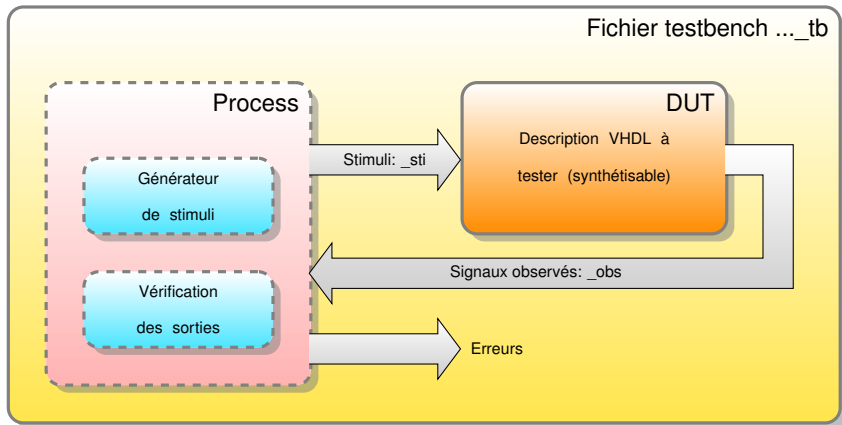 Fichier testbench ..._tb
Process
DUT
Description VHDL à
tester (synthétisable)
Stimuli: _sti
Générateur
de stimuli
Signaux observés: _obs
Vérification
des sorties
Erreurs